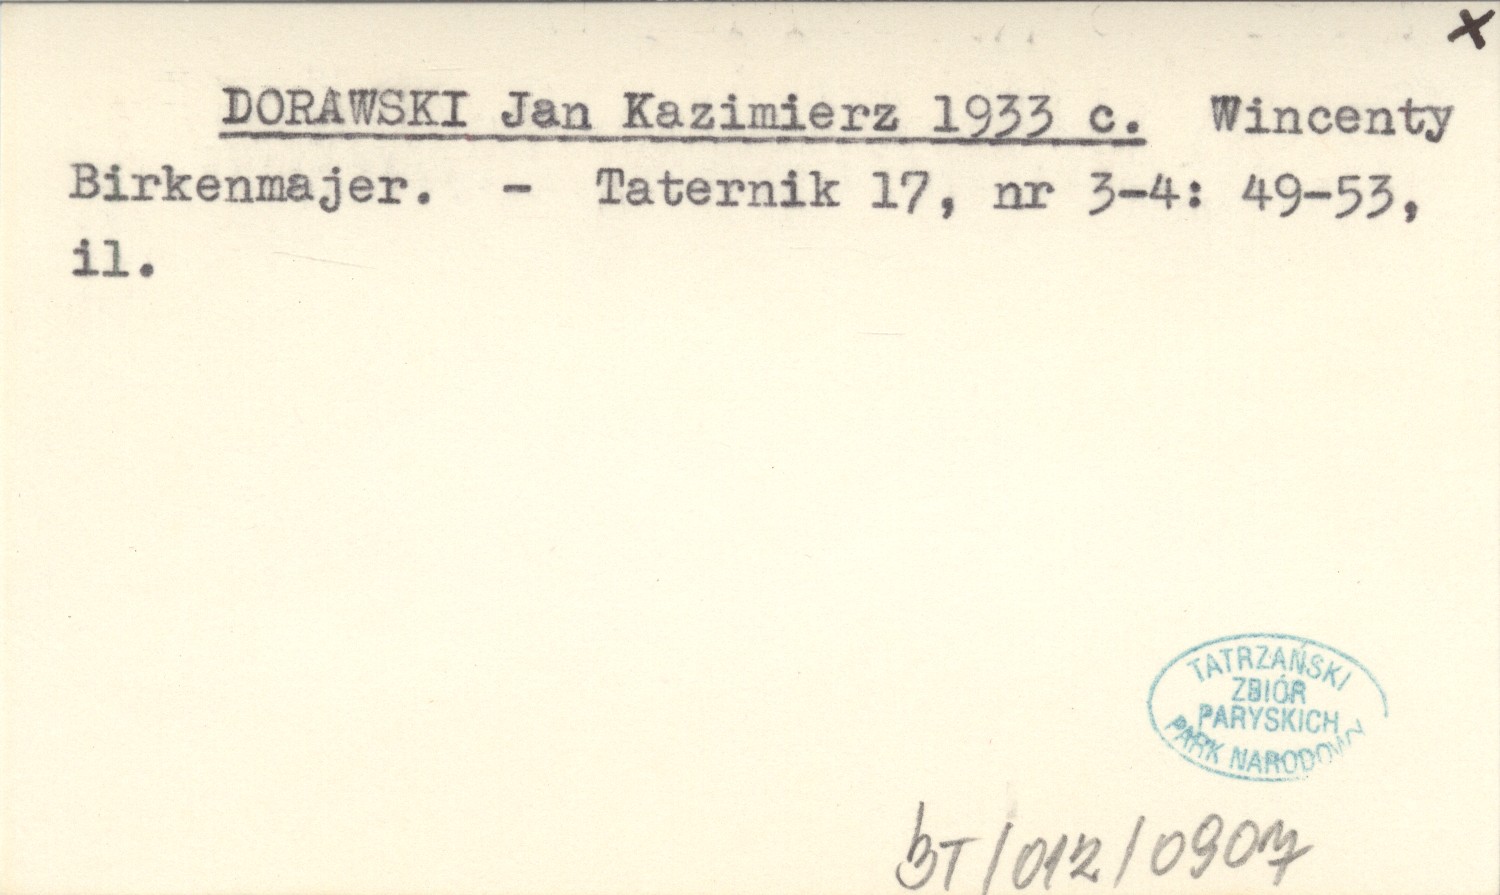 x
DORAWSKI Jan Kazimierz 1933 c. Wincenty
Birkenmajer. - Taternik 17, nr 3-4: 49-53,
il.
TATRZAŃSKI
ZBIÓR
PARYSKICH
PARK NARODOWY
BT/012/0907